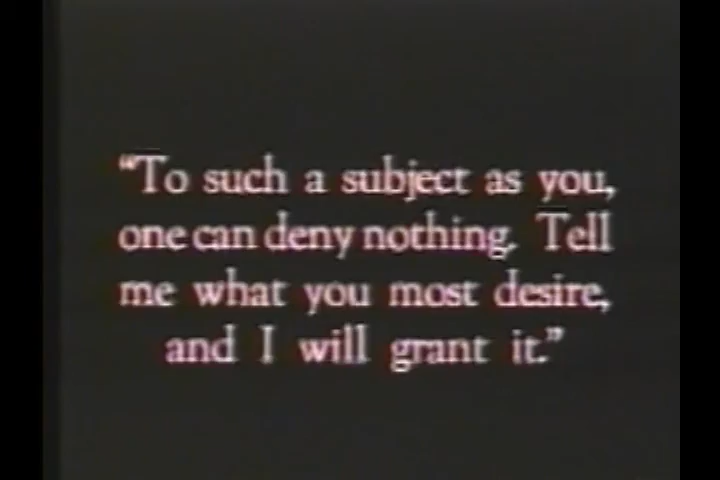 “To such a subject as you,
one can deny nothing. Tell
me what you most desire,
and I will grant it.”